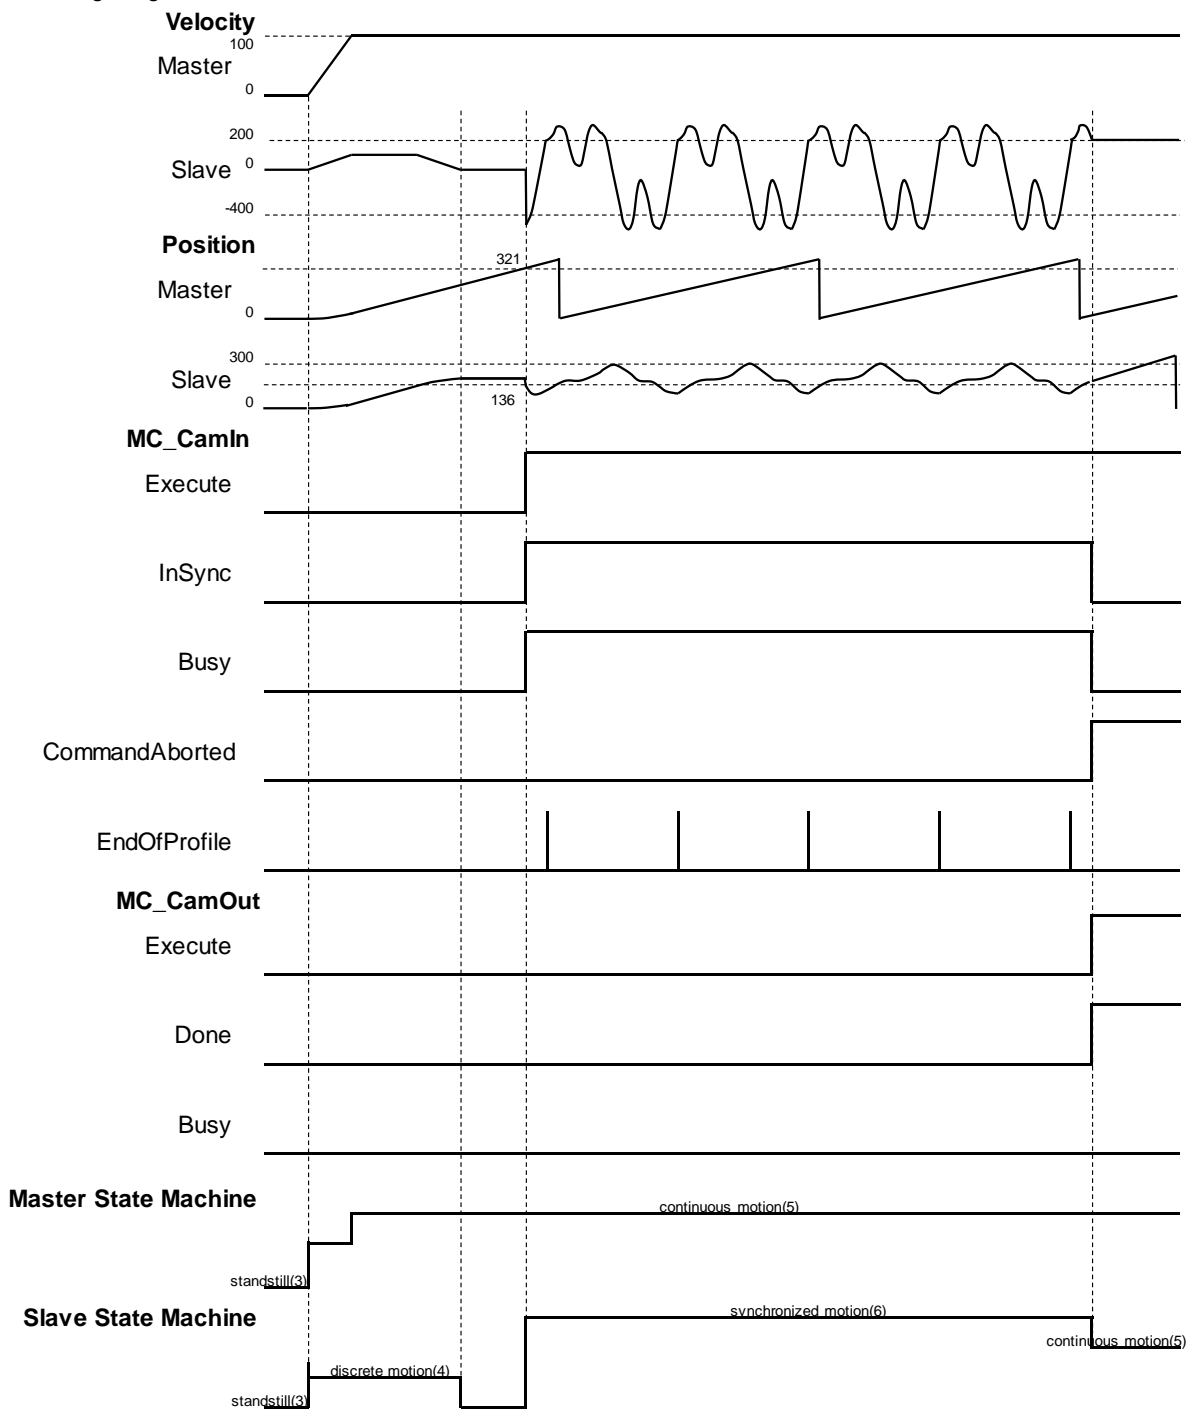 Velocity
100
Master
0
200
Slave 0
-400
Position
321
Master
0
300
Slave
0
136
MC_CamIn
Execute
InSync
Busy
CommandAborted
EndOfProfile
MC_CamOut
Execute
Done
Busy
Master State Machine
continuous motion(5)
standstill(3)
Slave State Machine
synchronized motion(6)
continuous motion(5)
discrete motion(4)
standstill(3)